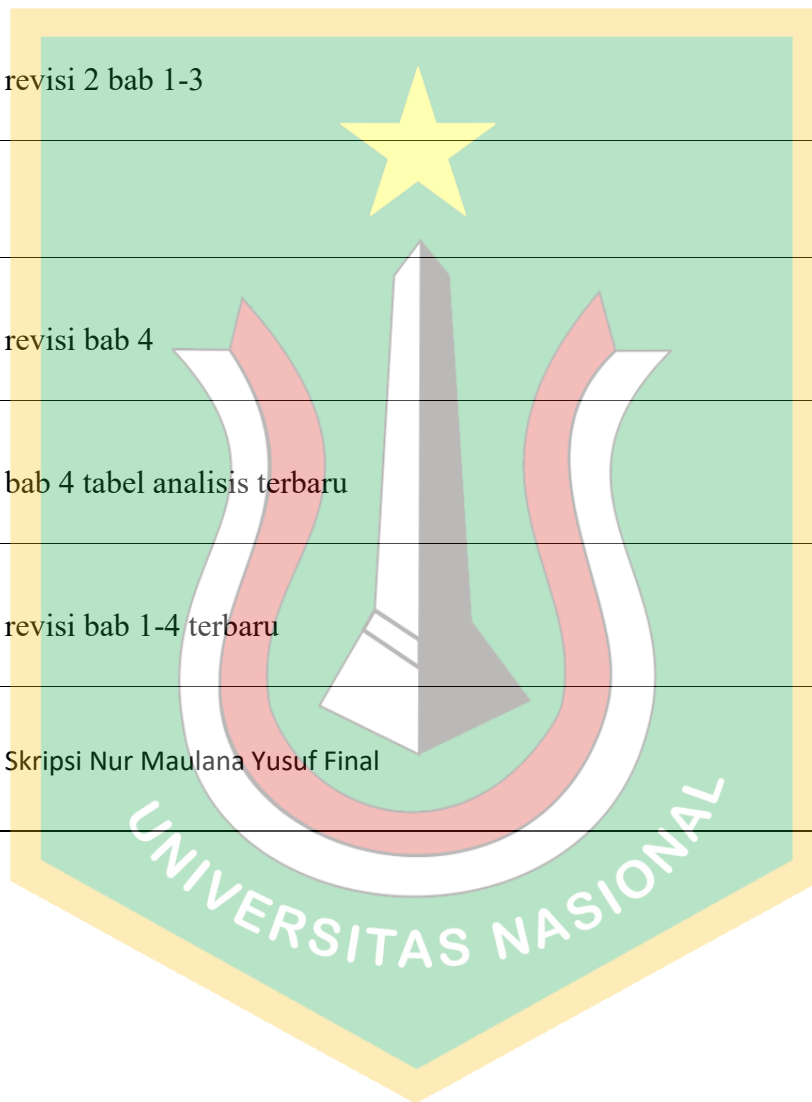 revisi 2 bab 1-3
revisi bab 4
bab 4 tabel analisis terbaru
revisi bab 1-4 terbaru
Skripsi Nur Maulana Yusuf Final
UNIVERSITAS NASIONAL